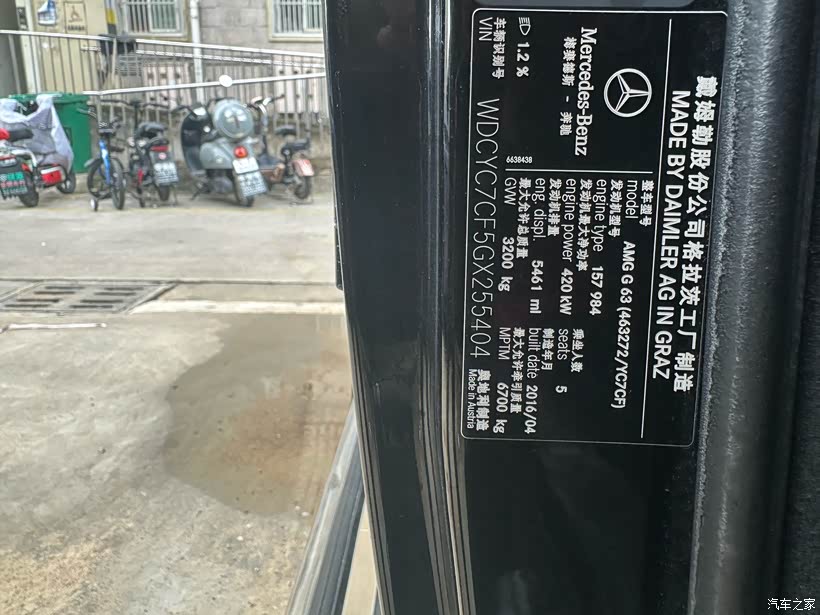 戴姆勒股份公司格拉茨工厂制造
MADE BY DAIMLER AG IN GRAZ
Mercedes-Benz
梅赛德斯 - 奔驰
整车型号
model AMG G 63 (463272/YC7CF)
发动机型号
engine type 157 984
发动机最大净功率 乘坐人数
engine power 420 kW seats 5
发动机排量 制造年月
eng. displ. 5461 ml built date 2016/04
最大允许总质量 最大允许牵引质量
GVW 3200 kg MPTM 6700 kg
1.2 %
6638438
车辆识别号
VIN WDCYC7CF5GX255404
奥地利制造
Made in Austria
汽车之家